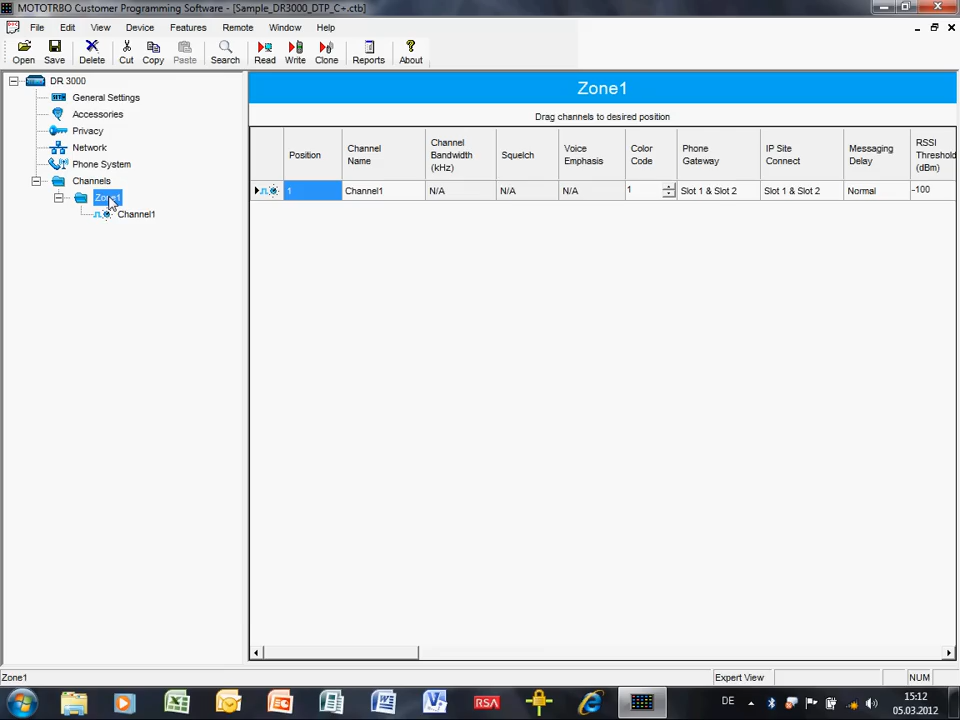 MOTOTRBO Customer Programming Software - [Sample_DR3000_DTP_C+.ctb]
File Edit View Device Features Remote Window Help
Open Save Delete Cut Copy Paste Search Read Write Clone Reports About
DR 3000
General Settings
Accessories
Privacy
Network
Phone System
Channels
Zone1
Channel1
Zone1
Drag channels to desired position
Position Channel Name Channel Bandwidth (kHz) Squelch Voice Emphasis Color Code Phone Gateway IP Site Connect Messaging Delay RSSI Threshold (dBm)
1 Channel1 N/A N/A N/A 1 Slot 1 & Slot 2 Slot 1 & Slot 2 Normal -100
Zone1 Expert View NUM
RSA DE 15:12
05.03.2012